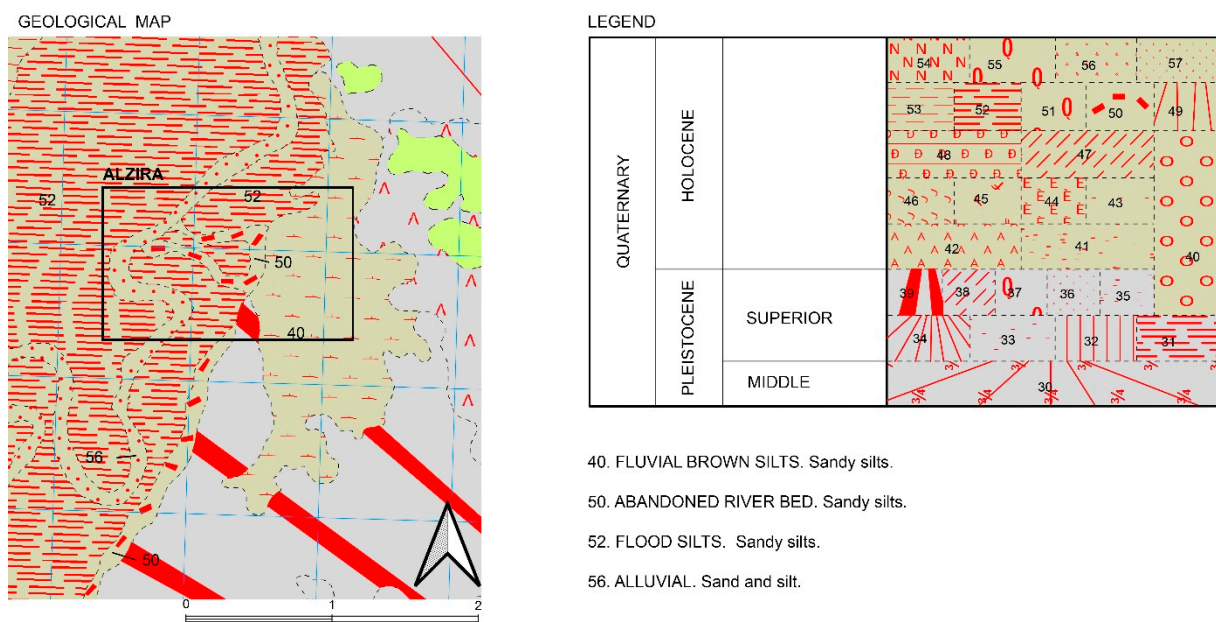 GEOLOGICAL MAP
ALZIRA
52
52
50
40
56
50
0 1 2
LEGEND
QUATERNARY
HOLOCENE
PLEISTOCENE
SUPERIOR
MIDDLE
54 55 56 57
53 52 51 50 49
48 47
46 45 44 43
42 41 40
39 38 37 36 35
34 33 32 31
30
40. FLUVIAL BROWN SILTS. Sandy silts.
50. ABANDONED RIVER BED. Sandy silts.
52. FLOOD SILTS. Sandy silts.
56. ALLUVIAL. Sand and silt.